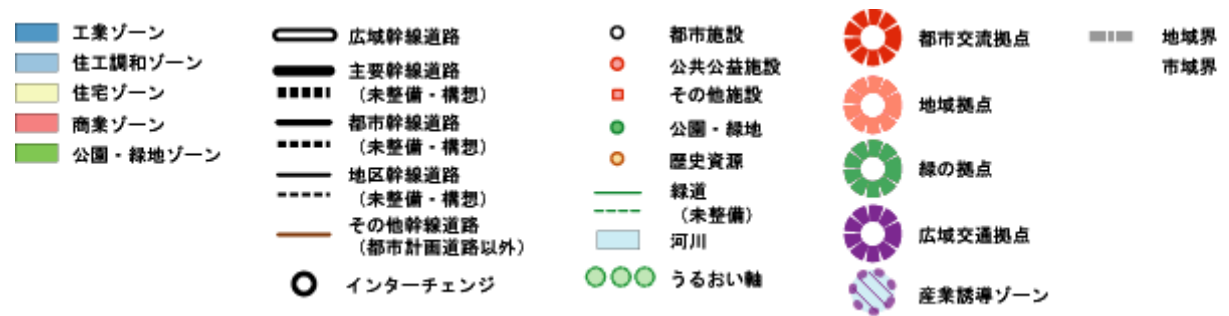 工業ゾーン
住工調和ゾーン
住宅ゾーン
商業ゾーン
公園・緑地ゾーン
広域幹線道路
主要幹線道路
（未整備・構想）
都市幹線道路
（未整備・構想）
地区幹線道路
（未整備・構想）
その他幹線道路
（都市計画道路以外）
インターチェンジ
都市施設
公共公益施設
その他施設
公園・緑地
歴史資源
緑道
（未整備）
河川
うるおい軸
都市交流拠点
地域拠点
緑の拠点
広域交通拠点
産業誘導ゾーン
地域界
市域界